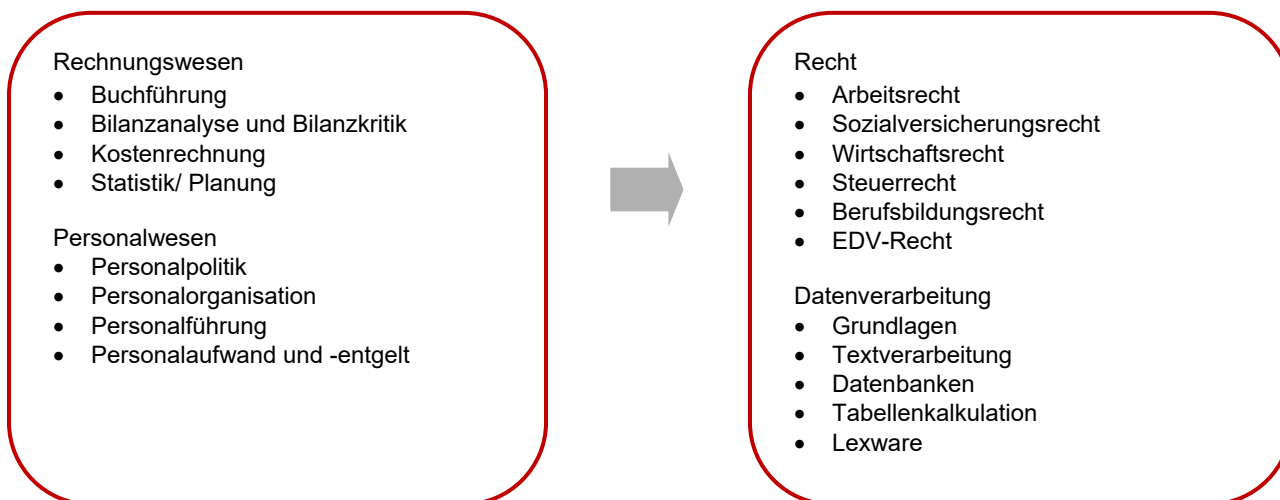 Rechnungswesen
• Buchführung
• Bilanzanalyse und Bilanzkritik
• Kostenrechnung
• Statistik/ Planung
Personalwesen
• Personalpolitik
• Personalorganisation
• Personalführung
• Personalaufwand und -entgelt
Recht
• Arbeitsrecht
• Sozialversicherungsrecht
• Wirtschaftsrecht
• Steuerrecht
• Berufsbildungsrecht
• EDV-Recht
Datenverarbeitung
• Grundlagen
• Textverarbeitung
• Datenbanken
• Tabellenkalkulation
• Lexware